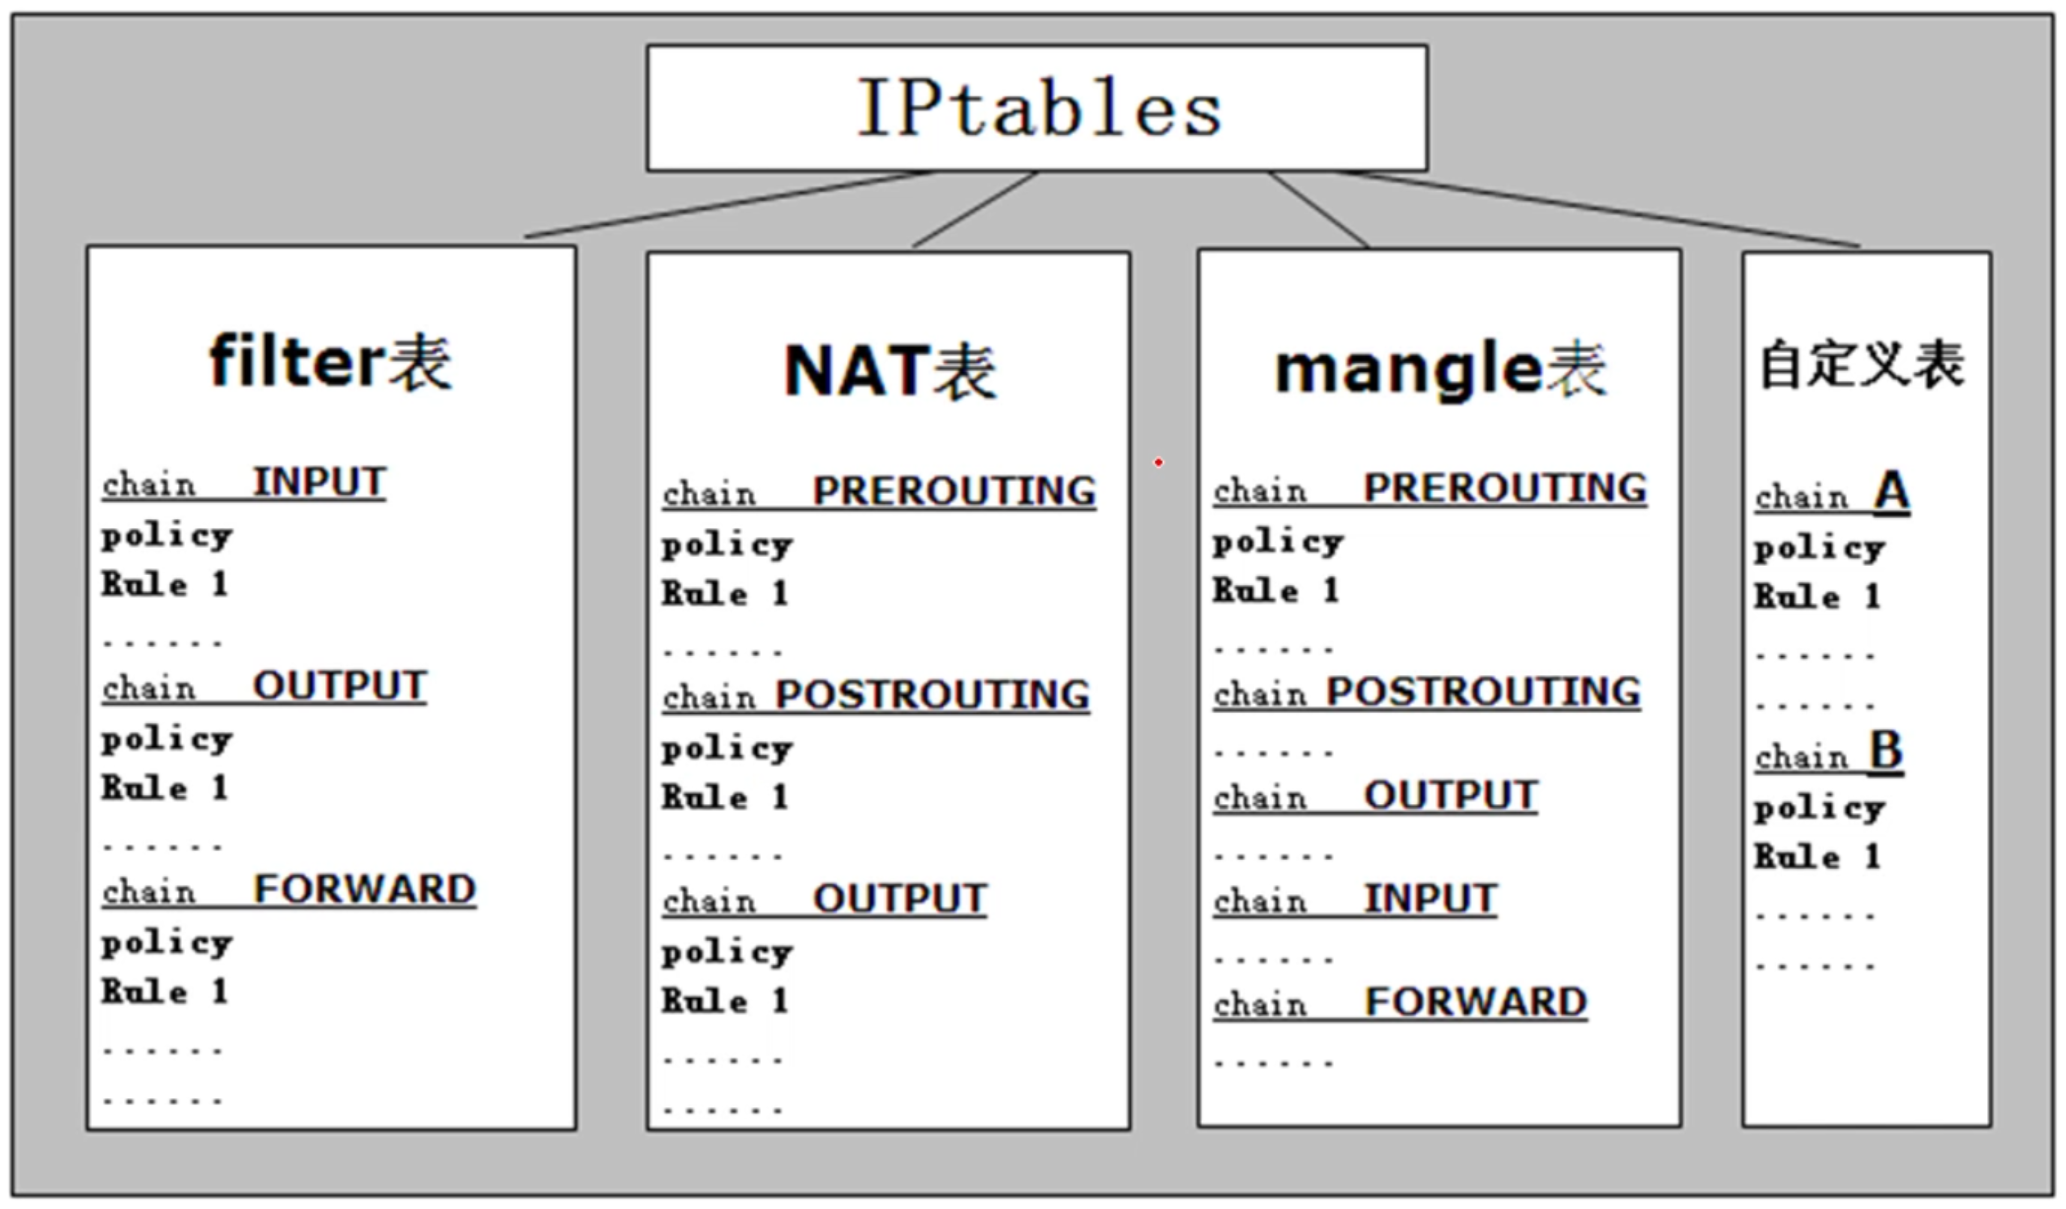 IPtables
filter表
chain INPUT
policy
Rule 1
......
chain OUTPUT
policy
Rule 1
......
chain FORWARD
policy
Rule 1
......
......
NAT表
chain PREROUTING
policy
Rule 1
......
chain POSTROUTING
policy
Rule 1
......
chain OUTPUT
policy
Rule 1
......
......
mangle表
chain PREROUTING
policy
Rule 1
......
chain POSTROUTING
......
chain OUTPUT
......
chain INPUT
......
chain FORWARD
......
自定义表
chain A
policy
Rule 1
......
......
chain B
policy
Rule 1
......
......